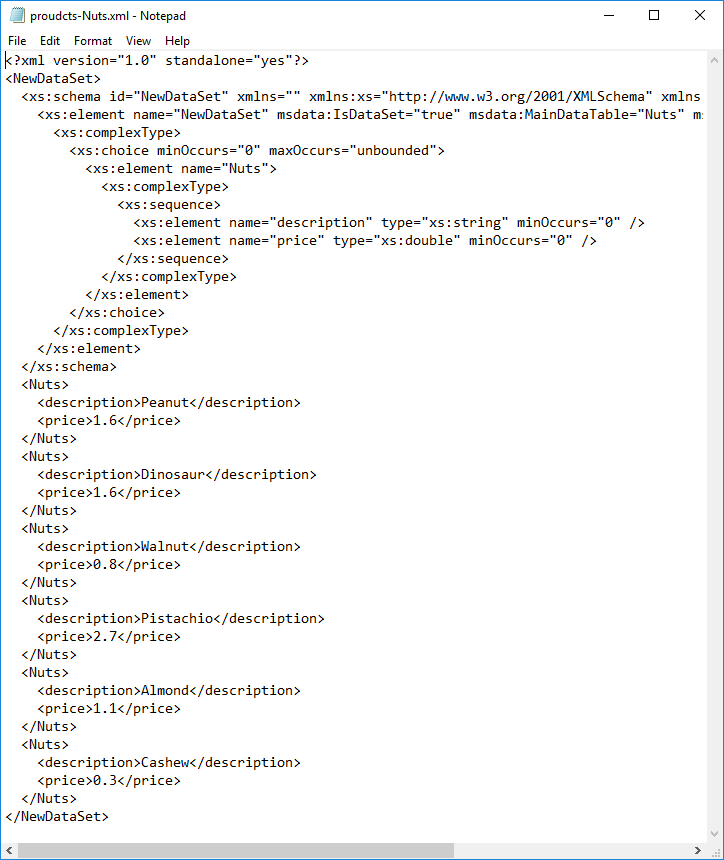 proudcts-Nuts.xml - Notepad
File Edit Format View Help
<?xml version="1.0" standalone="yes"?>
<NewDataSet>
  <xs:schema id="NewDataSet" xmlns="" xmlns:xs="http://www.w3.org/2001/XMLSchema" xmlns
    <xs:element name="NewDataSet" msdata:IsDataSet="true" msdata:MainDataTable="Nuts" ms
      <xs:complexType>
        <xs:choice minOccurs="0" maxOccurs="unbounded">
          <xs:element name="Nuts">
            <xs:complexType>
              <xs:sequence>
                <xs:element name="description" type="xs:string" minOccurs="0" />
                <xs:element name="price" type="xs:double" minOccurs="0" />
              </xs:sequence>
            </xs:complexType>
          </xs:element>
        </xs:choice>
      </xs:complexType>
    </xs:element>
  </xs:schema>
  <Nuts>
    <description>Peanut</description>
    <price>1.6</price>
  </Nuts>
  <Nuts>
    <description>Dinosaur</description>
    <price>1.6</price>
  </Nuts>
  <Nuts>
    <description>Walnut</description>
    <price>0.8</price>
  </Nuts>
  <Nuts>
    <description>Pistachio</description>
    <price>2.7</price>
  </Nuts>
  <Nuts>
    <description>Almond</description>
    <price>1.1</price>
  </Nuts>
  <Nuts>
    <description>Cashew</description>
    <price>0.3</price>
  </Nuts>
</NewDataSet>